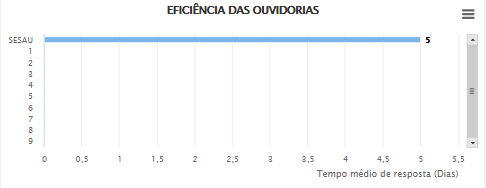 EFICIÊNCIA DAS OUVIDORIAS
SESAU 5
1
2
3
4
5
6
7
8
9
0 0,5 1 1,5 2 2,5 3 3,5 4 4,5 5 5,5
Tempo médio de resposta (Dias)